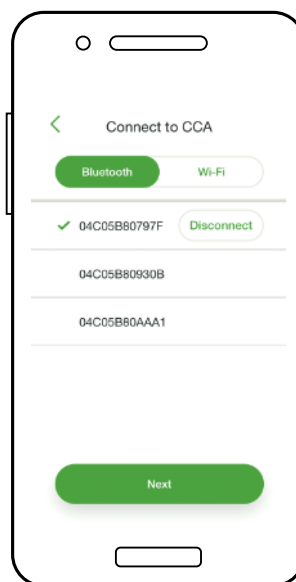 Connect to CCA
Bluetooth Wi-Fi
04C05B80797F Disconnect
04C05B80930B
04C05B80AAA1
Next